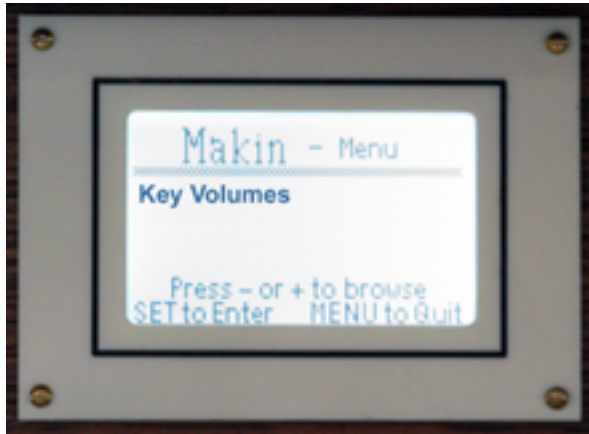 Makin - Menu
Key Volumes
Press - or + to browse
SET to Enter MENU to Quit